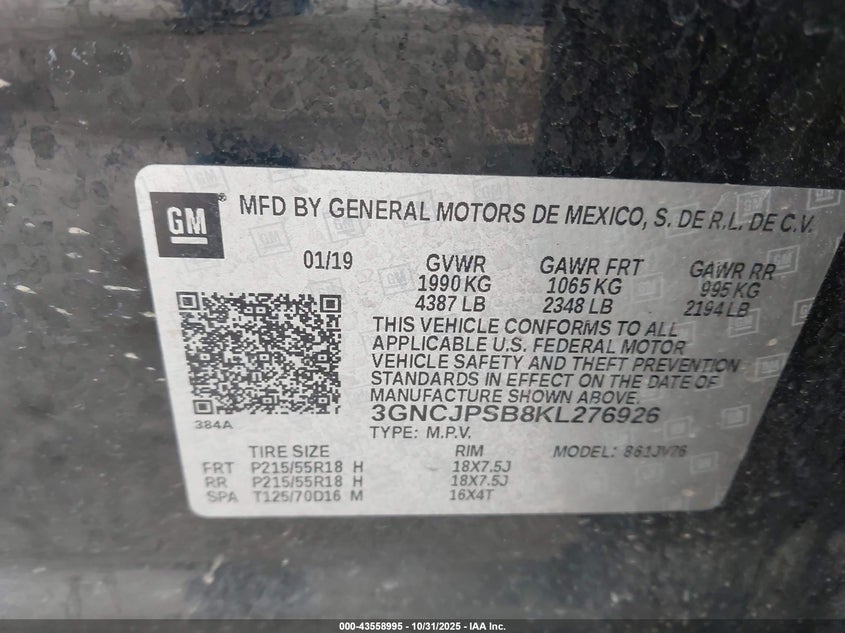 GM
MFD BY GENERAL MOTORS DE MEXICO, S. DE R.L. DE C.V.
01/19 GVWR GAWR FRT GAWR RR
1990 KG 1065 KG 995 KG
4387 LB 2348 LB 2194 LB
THIS VEHICLE CONFORMS TO ALL
APPLICABLE U.S. FEDERAL MOTOR
VEHICLE SAFETY AND THEFT PREVENTION
STANDARDS IN EFFECT ON THE DATE OF
MANUFACTURE SHOWN ABOVE.
384A
3GNCJPSB8KL276926
TYPE: M.P.V.
TIRE SIZE RIM MODEL: 861JV76
FRT P215/55R18 H 18X7.5J
RR P215/55R18 H 18X7.5J
SPA T125/70D16 M 16X4T
000-43558995 - 10/31/2025 - IAA Inc.